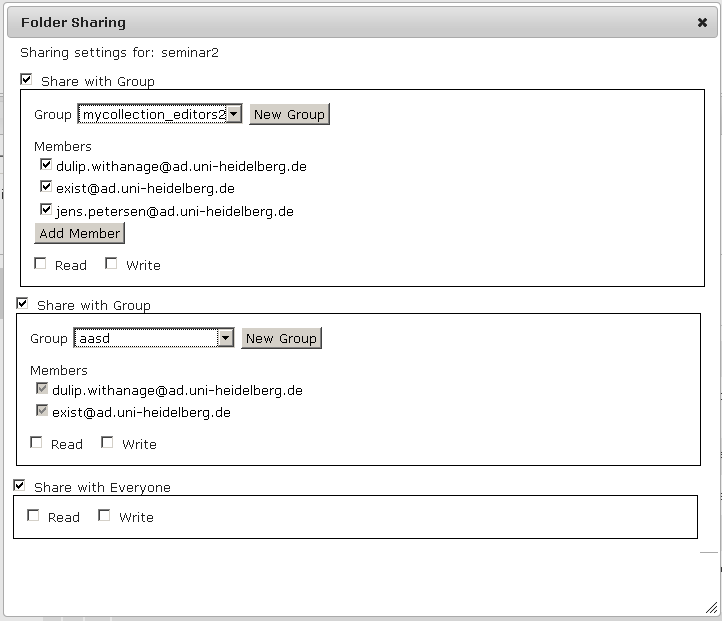 Folder Sharing
Sharing settings for: seminar2
Share with Group
Group mycollection_editors2 New Group
Members
dulip.withanage@ad.uni-heidelberg.de
exist@ad.uni-heidelberg.de
jens.petersen@ad.uni-heidelberg.de
Add Member
Read Write
Share with Group
Group aasd New Group
Members
dulip.withanage@ad.uni-heidelberg.de
exist@ad.uni-heidelberg.de
Read Write
Share with Everyone
Read Write